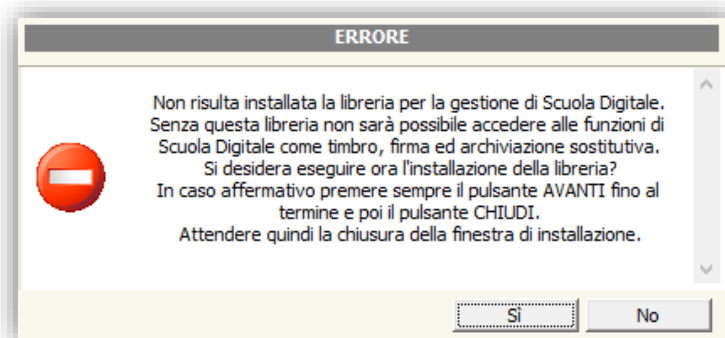 ERRORE
Non risulta installata la libreria per la gestione di Scuola Digitale.
Senza questa libreria non sarà possibile accedere alle funzioni di
Scuola Digitale come timbro, firma ed archiviazione sostitutiva.
Si desidera eseguire ora l'installazione della libreria?
In caso affermativo premere sempre il pulsante AVANTI fino al
termine e poi il pulsante CHIUDI.
Attendere quindi la chiusura della finestra di installazione.
Sì No